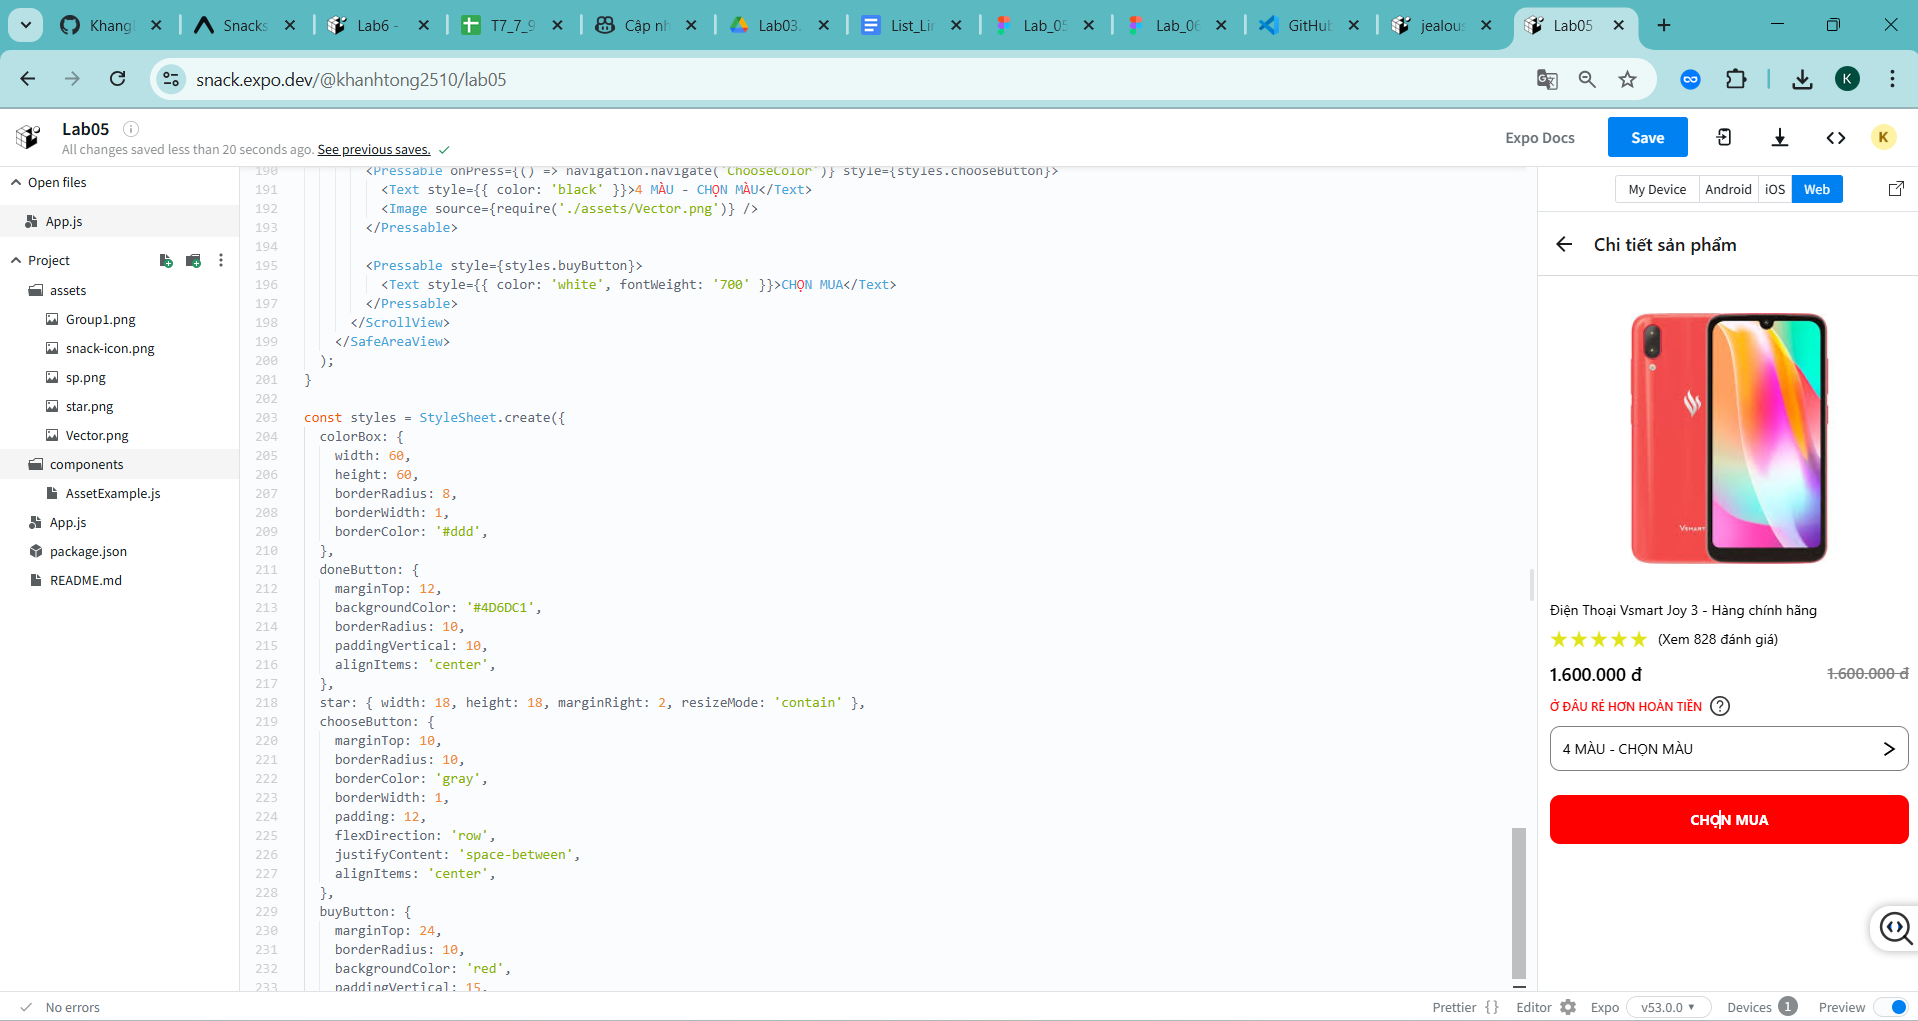 Khangl
Snacks
Lab6 -
T7_7_9
Cập nh
Lab03.
List_Lir
Lab_05
Lab_06
GitHub
jealous
Lab05
snack.expo.dev/@khanhtong2510/lab05
K
Lab05
All changes saved less than 20 seconds ago. See previous saves.
Expo Docs
Save
K
Open files
App.js
Project
assets
Group1.png
snack-icon.png
sp.png
star.png
Vector.png
components
AssetExample.js
App.js
package.json
README.md
190 <Pressable onPress={() => navigation.navigate('ChooseColor')} style={styles.chooseButton}>
191 <Text style={{ color: 'black' }}>4 MÀU - CHỌN MÀU</Text>
192 <Image source={require('./assets/Vector.png')} />
193 </Pressable>
194
195 <Pressable style={styles.buyButton}>
196 <Text style={{ color: 'white', fontWeight: '700' }}>CHỌN MUA</Text>
197 </Pressable>
198 </ScrollView>
199 </SafeAreaView>
200 );
201 }
202
203 const styles = StyleSheet.create({
204 colorBox: {
205 width: 60,
206 height: 60,
207 borderRadius: 8,
208 borderWidth: 1,
209 borderColor: '#ddd',
210 },
211 doneButton: {
212 marginTop: 12,
213 backgroundColor: '#4D6DC1',
214 borderRadius: 10,
215 paddingVertical: 10,
216 alignItems: 'center',
217 },
218 star: { width: 18, height: 18, marginRight: 2, resizeMode: 'contain' },
219 chooseButton: {
220 marginTop: 10,
221 borderRadius: 10,
222 borderColor: 'gray',
223 borderWidth: 1,
224 padding: 12,
225 flexDirection: 'row',
226 justifyContent: 'space-between',
227 alignItems: 'center',
228 },
229 buyButton: {
230 marginTop: 24,
231 borderRadius: 10,
232 backgroundColor: 'red',
233 paddingVertical: 15,
My Device
Android
iOS
Web
Chi tiết sản phẩm
VSMART
Điện Thoại Vsmart Joy 3 - Hàng chính hãng
(Xem 828 đánh giá)
1.600.000 đ
1.600.000 đ
Ở ĐÂU RẺ HƠN HOÀN TIỀN
4 MÀU - CHỌN MÀU
CHỌN MUA
No errors
Prettier { }
Editor
Expo
v53.0.0
Devices 1
Preview